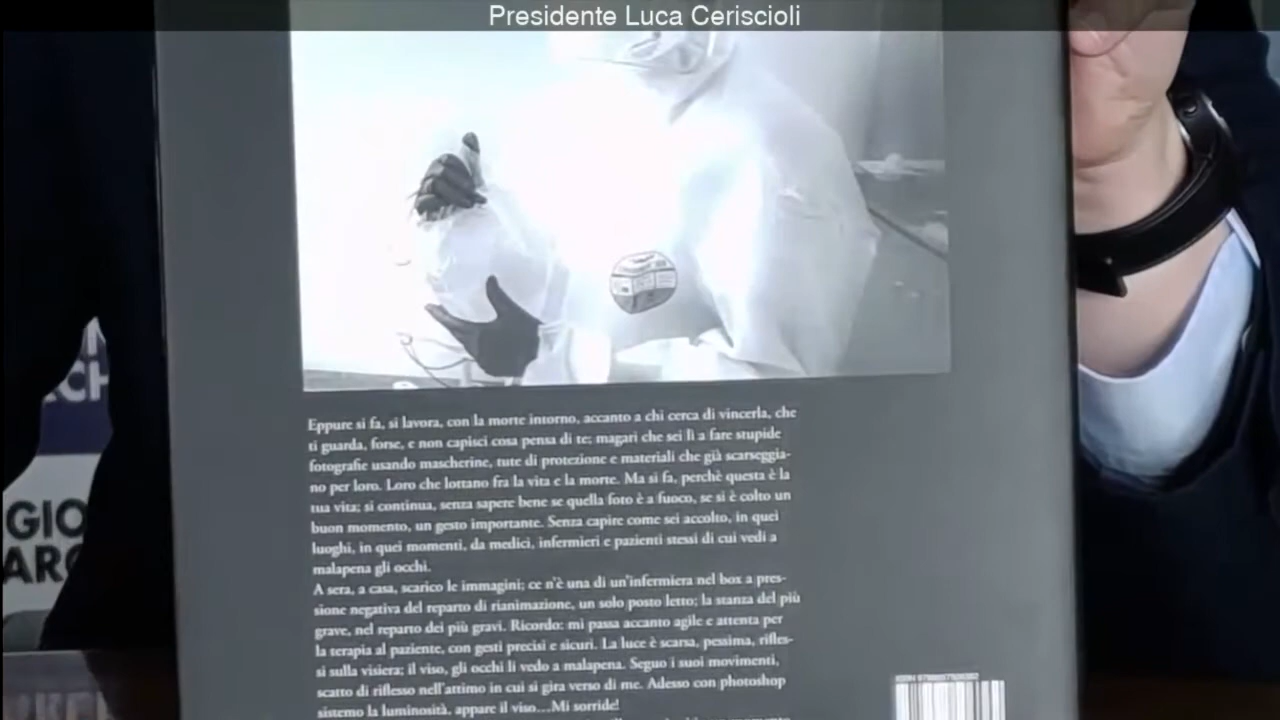 Presidente Luca Ceriscioli
CH
GIO
ARC
Eppure si fa, si lavora, con la morte intorno, accanto a chi cerca di vincerla, che
ti guarda, forse, e non capisci cosa pensa di te; magari che sei lì a fare stupide
fotografie usando mascherine, tute di protezione e materiali che già scarseggia-
no per loro. Loro che lottano fra la vita e la morte. Ma si fa, perchè questa è la
tua vita; si continua, senza sapere bene se quella foto è a fuoco, se si è colto un
buon momento, un gesto importante. Senza capire come sei accolto, in quei
luoghi, in quei momenti, da medici, infermieri e pazienti stessi di cui vedi a
malapena gli occhi.
A sera, a casa, scarico le immagini; ce n'è una di un'infermiera nel box a pres-
sione negativa del reparto di rianimazione, un solo posto letto; la stanza del più
grave, nel reparto dei più gravi. Ricordo: mi passa accanto agile e attenta per
la terapia al paziente, con gesti precisi e sicuri. La luce è scarsa, pessima, rifles-
si sulla visiera; il viso, gli occhi li vedo a malapena. Seguo i suoi movimenti,
scatto di riflesso nell'attimo in cui si gira verso di me. Adesso con photoshop
sistemo la luminosità, appare il viso…Mi sorride!
ISBN